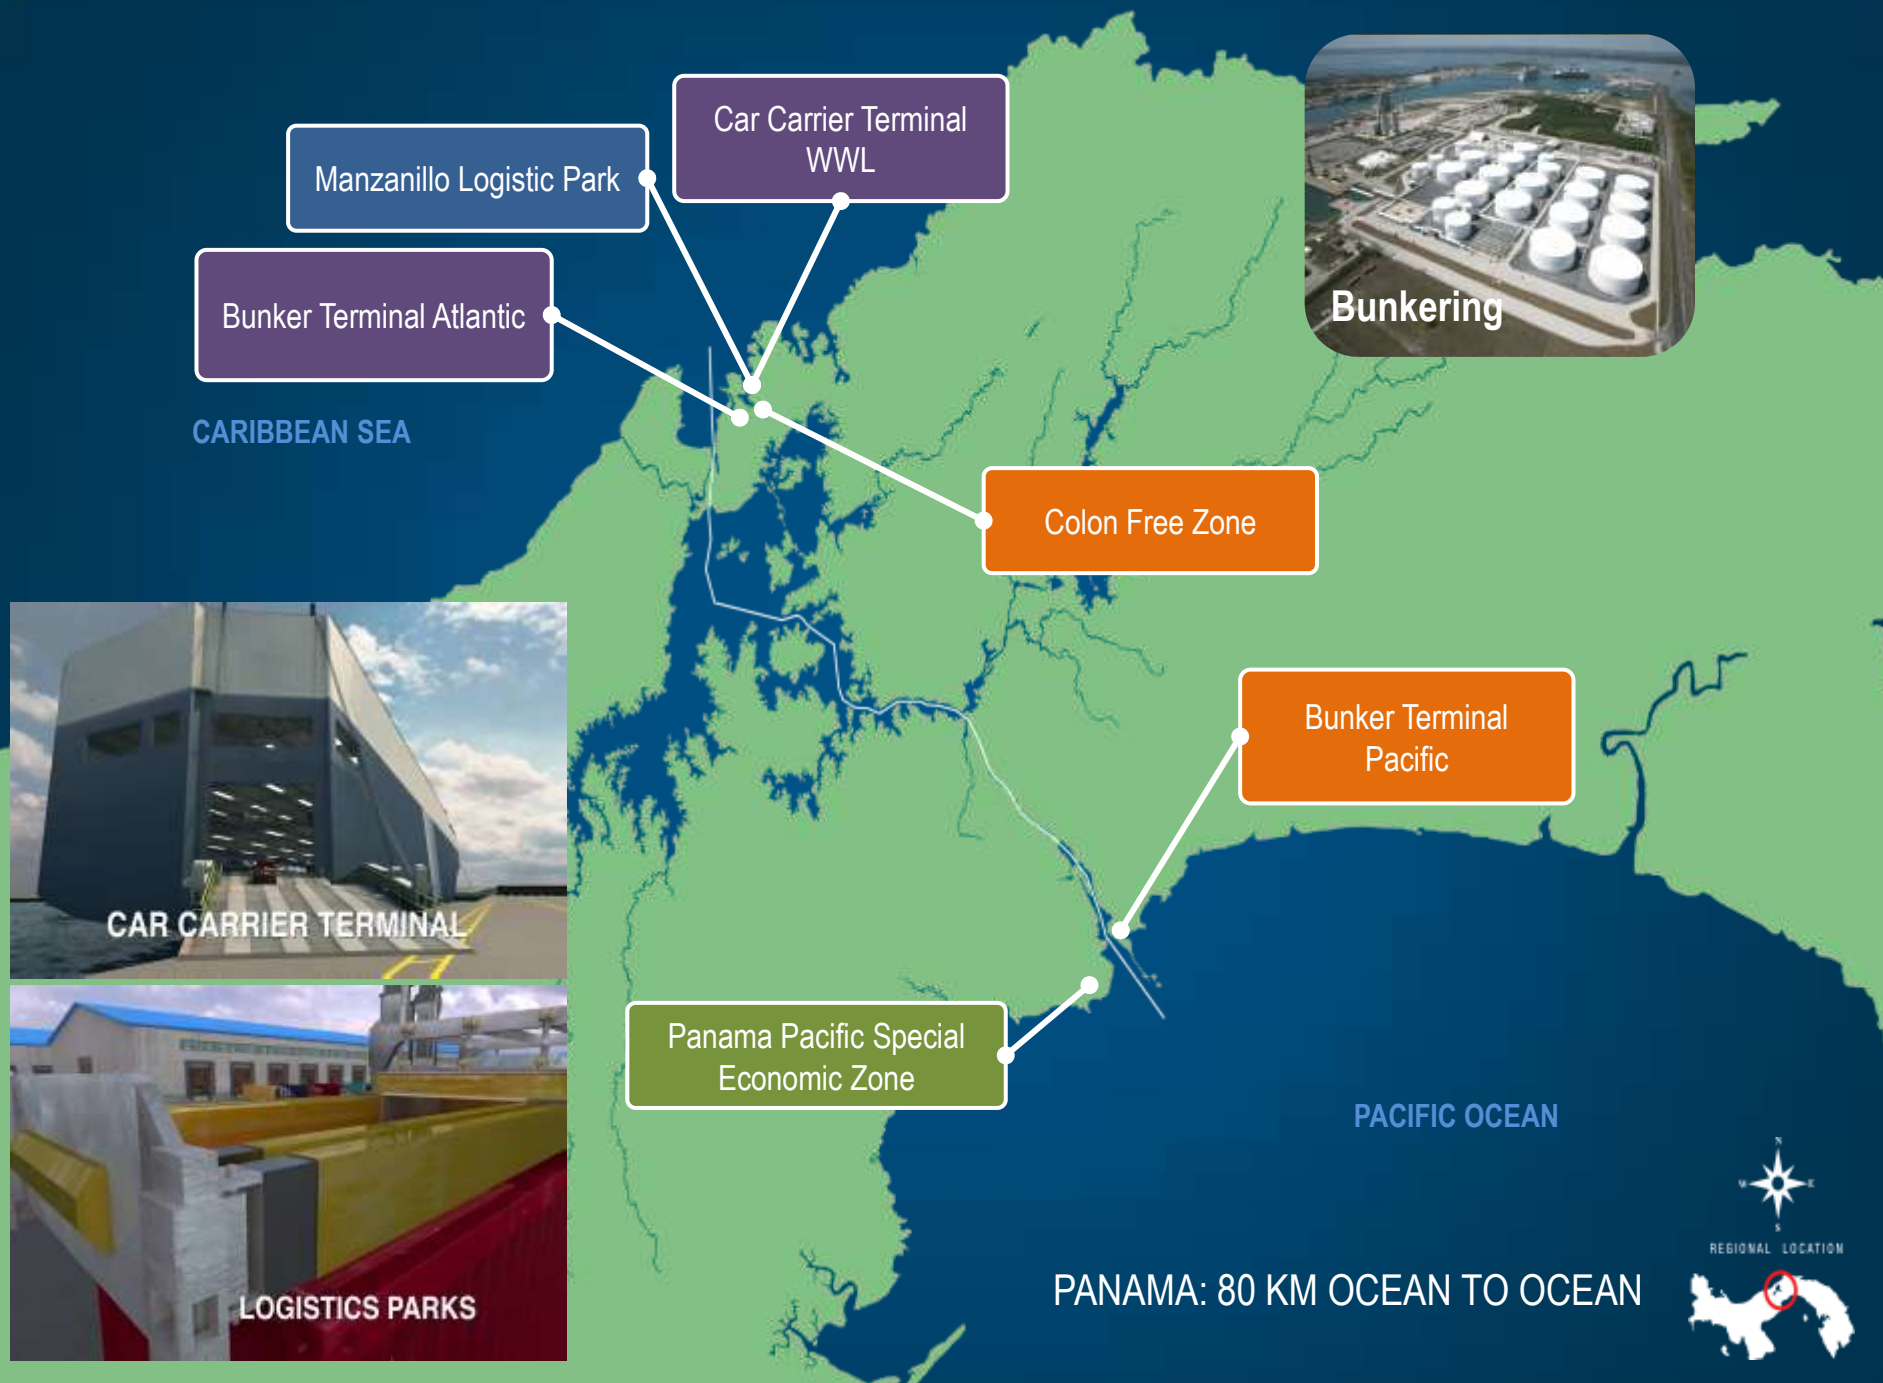 Car Carrier Terminal
WWL
Manzanillo Logistic Park
Bunker Terminal Atlantic
Bunkering
CARIBBEAN SEA
Colon Free Zone
Bunker Terminal
Pacific
CAR CARRIER TERMINAL
Panama Pacific Special
Economic Zone
PACIFIC OCEAN
N
W
E
S
REGIONAL LOCATION
PANAMA: 80 KM OCEAN TO OCEAN
LOGISTICS PARKS